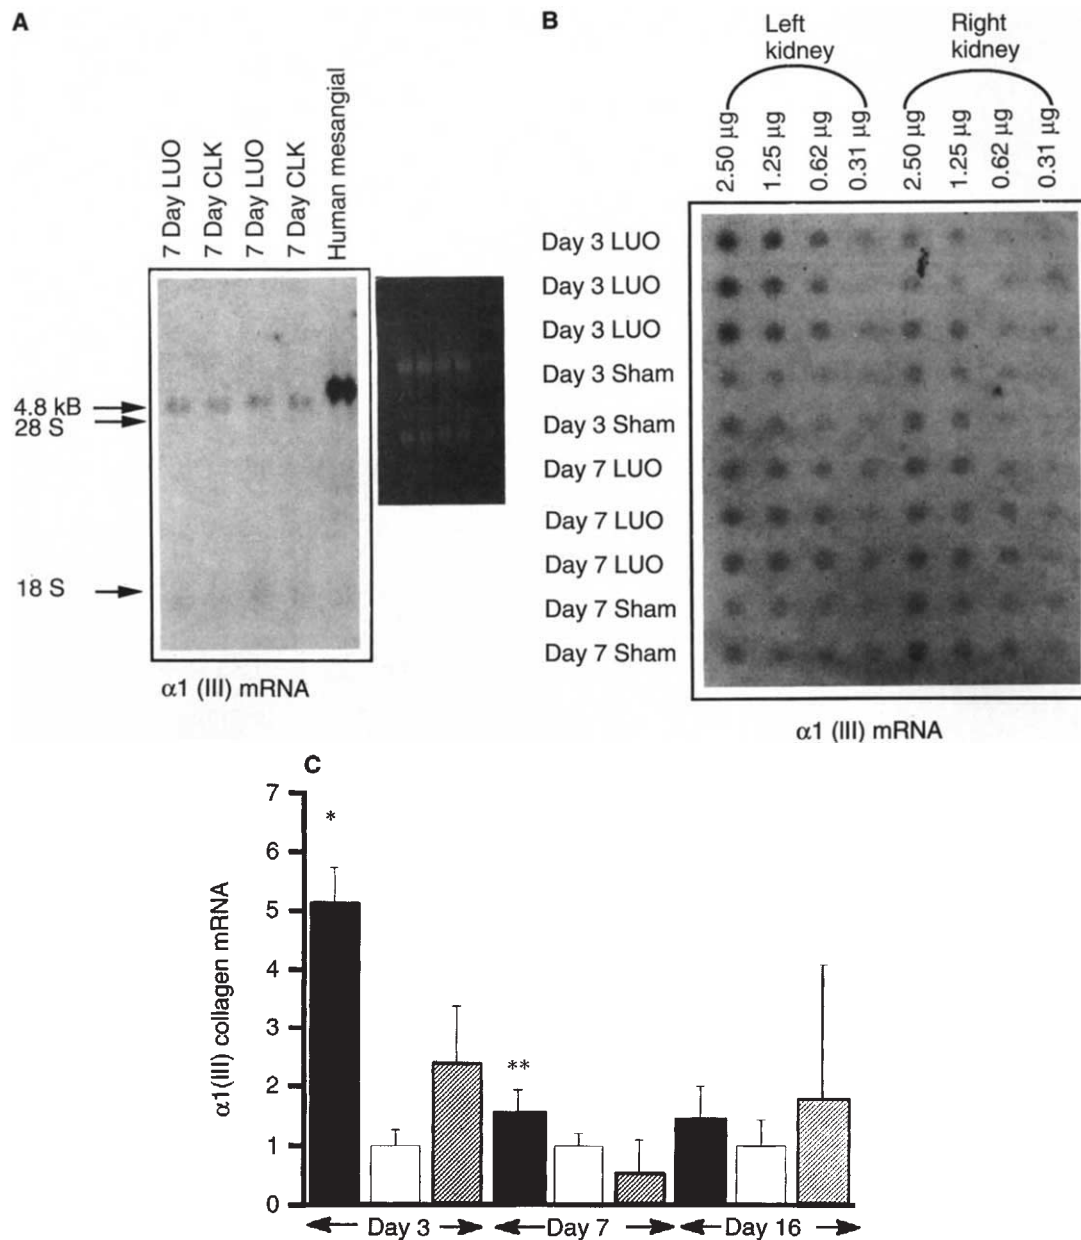 A
7 Day LUO
7 Day CLK
7 Day LUO
7 Day CLK
Human mesangial
4.8 kB
28 S
18 S
α1 (III) mRNA
B
Left
kidney
Right
kidney
2.50 µg
1.25 µg
0.62 µg
0.31 µg
2.50 µg
1.25 µg
0.62 µg
0.31 µg
Day 3 LUO
Day 3 LUO
Day 3 LUO
Day 3 Sham
Day 3 Sham
Day 7 LUO
Day 7 LUO
Day 7 LUO
Day 7 Sham
Day 7 Sham
α1 (III) mRNA
C
α1(III) collagen mRNA
7
6
5
4
3
2
1
0
*
**
Day 3
Day 7
Day 16